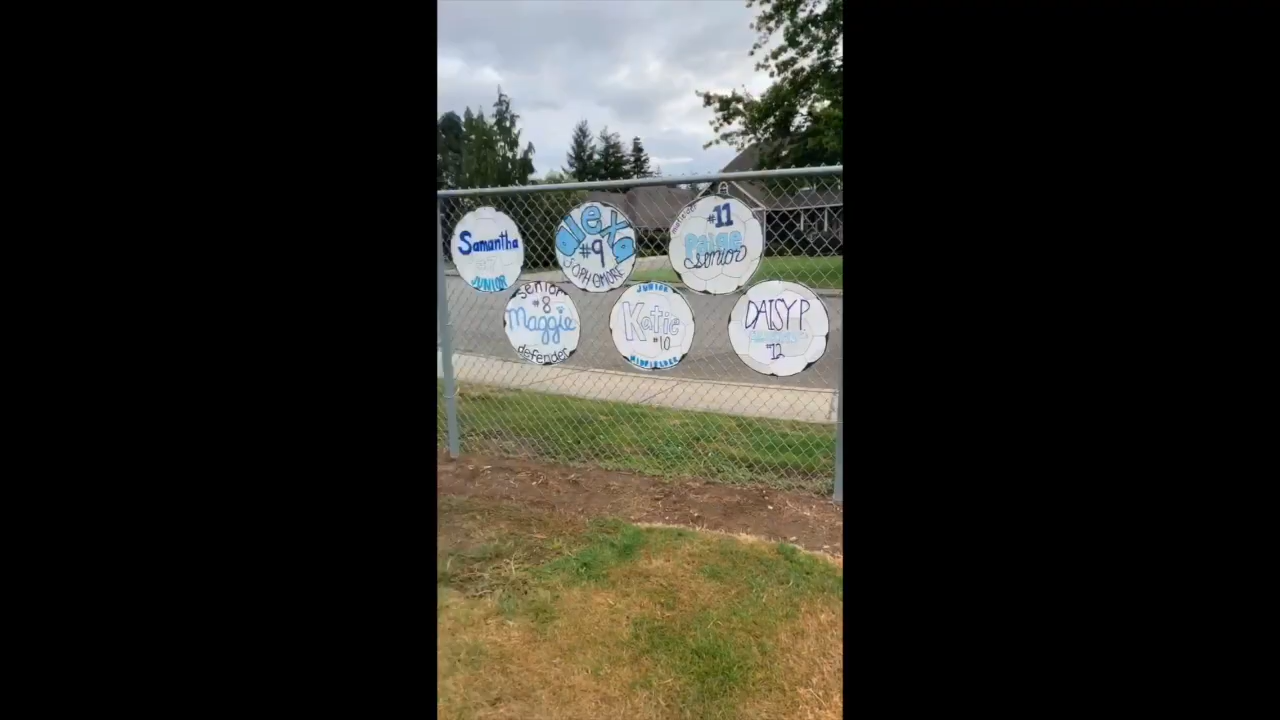 Samantha
JUNIOR
alexa
#9
SOPHOMORE
#11
Paige
senior
senior
#8
Maggie
defender
JUNIOR
Katie
#10
MIDFIELDER
DAISY P
#12